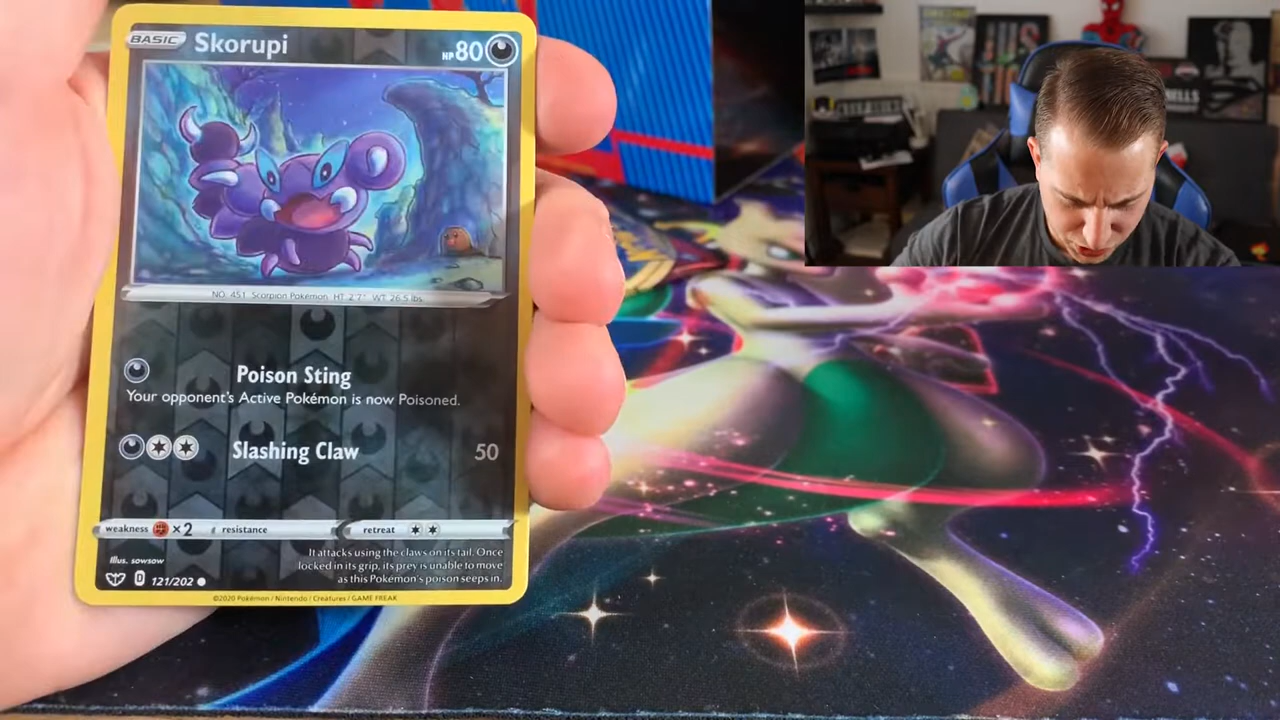 BASIC Skorupi HP 80
NO. 451 Scorpion Pokémon HT: 2'7" WT: 26.5 lbs.
Poison Sting
Your opponent's Active Pokémon is now Poisoned.
Slashing Claw 50
weakness ×2 resistance retreat
Illus. sowsow
It attacks using the claws on its tail. Once
locked in its grip, its prey is unable to move
as this Pokémon's poison seeps in.
D 121/202
©2020 Pokémon / Nintendo / Creatures / GAME FREAK